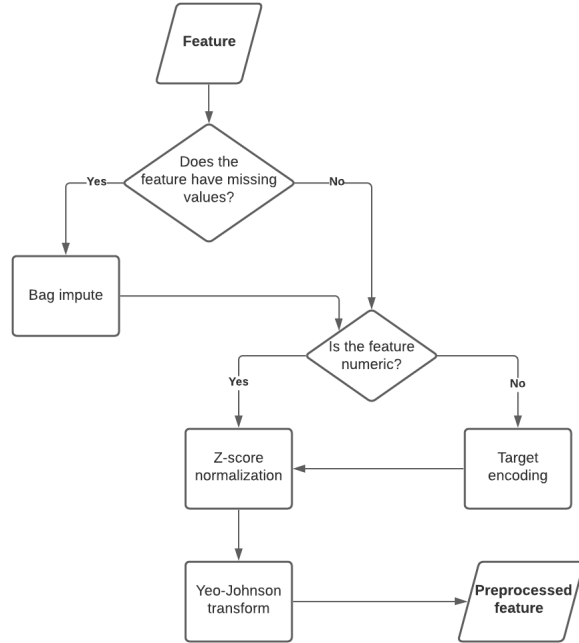 Feature
Does the
feature have missing
values?
Yes
No
Bag impute
Is the feature
numeric?
Yes
No
Z-score
normalization
Target
encoding
Yeo-Johnson
transform
Preprocessed
feature